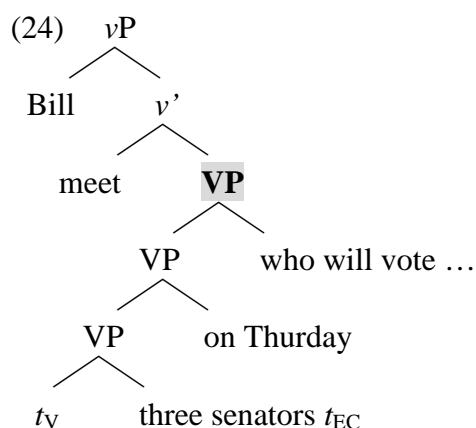 (24) vP
Bill v’
meet VP
VP who will vote …
VP on Thurday
tV three senators tEC